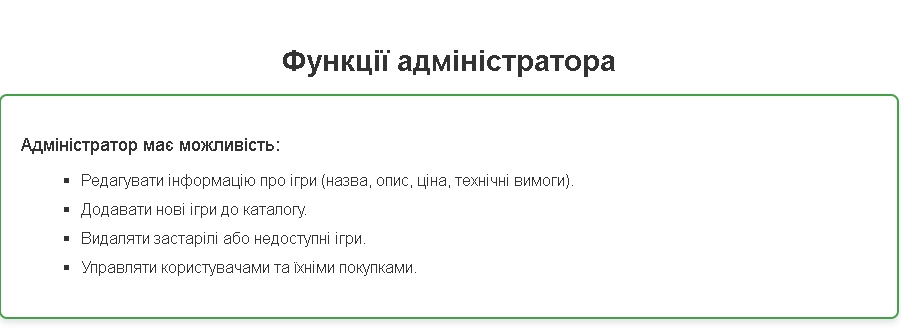 Функції адміністратора
Адміністратор має можливість:
Редагувати інформацію про ігри (назва, опис, ціна, технічні вимоги).
Додавати нові ігри до каталогу.
Видаляти застарілі або недоступні ігри.
Управляти користувачами та їхніми покупками.